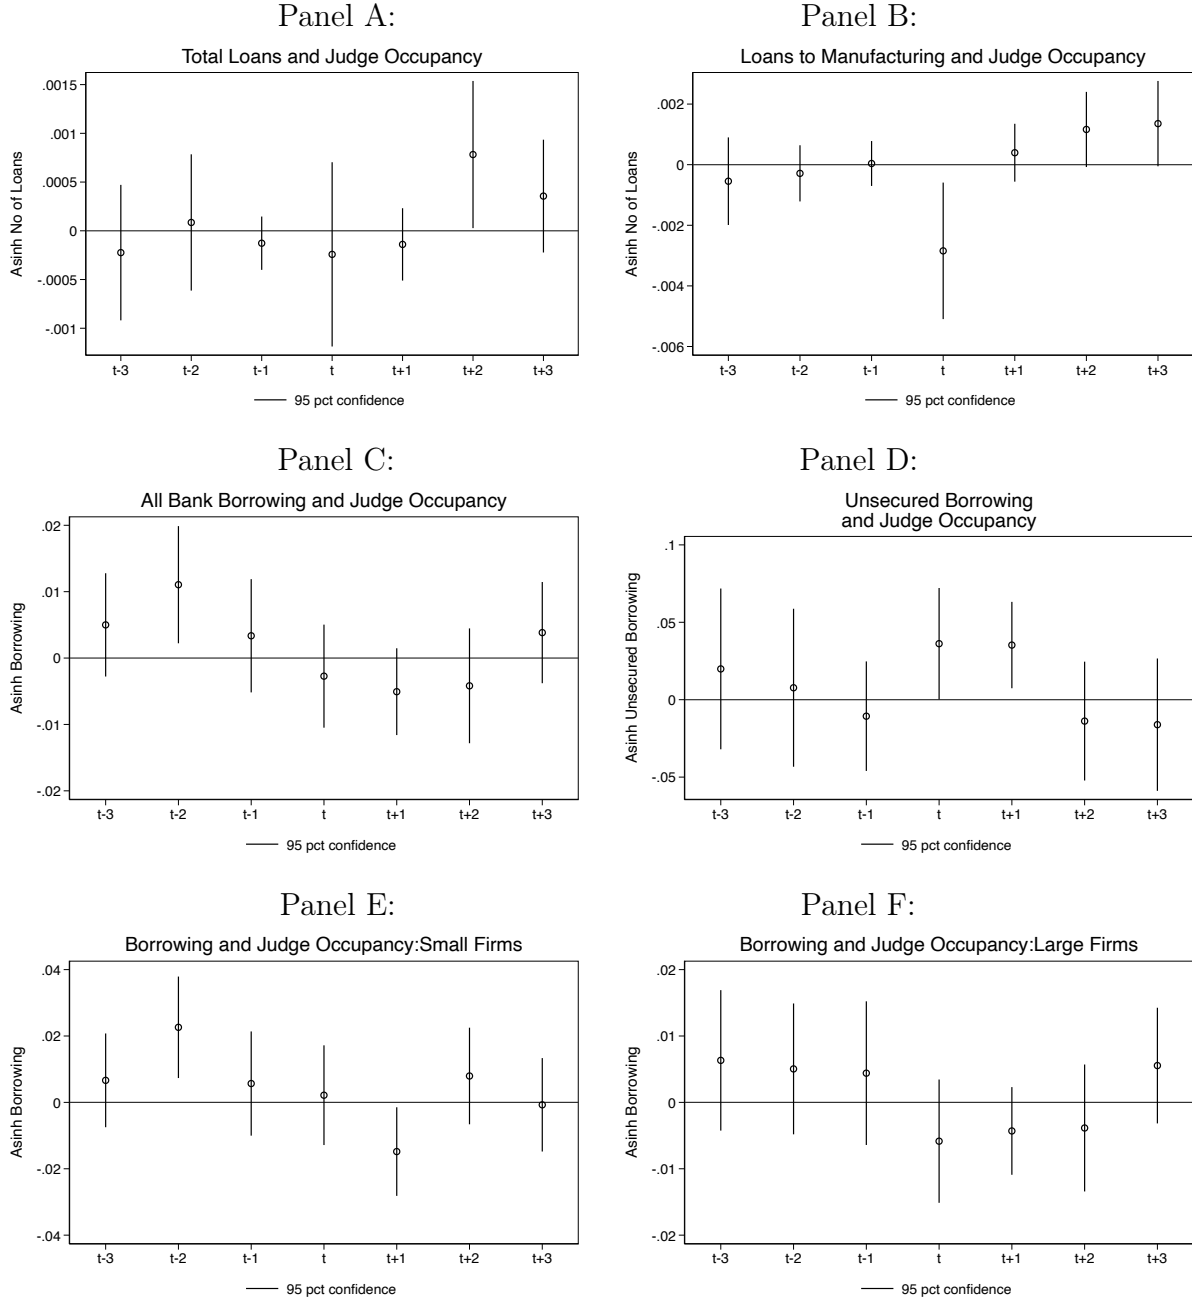 Panel A:
Total Loans and Judge Occupancy
Asinh No of Loans
.0015
.001
.0005
0
-.0005
-.001
t-3 t-2 t-1 t t+1 t+2 t+3
95 pct confidence
Panel B:
Loans to Manufacturing and Judge Occupancy
Asinh No of Loans
.002
0
-.002
-.004
-.006
t-3 t-2 t-1 t t+1 t+2 t+3
95 pct confidence
Panel C:
All Bank Borrowing and Judge Occupancy
Asinh Borrowing
.02
.01
0
-.01
-.02
t-3 t-2 t-1 t t+1 t+2 t+3
95 pct confidence
Panel D:
Unsecured Borrowing
and Judge Occupancy
Asinh Unsecured Borrowing
.1
.05
0
-.05
t-3 t-2 t-1 t t+1 t+2 t+3
95 pct confidence
Panel E:
Borrowing and Judge Occupancy:Small Firms
Asinh Borrowing
.04
.02
0
-.02
-.04
t-3 t-2 t-1 t t+1 t+2 t+3
95 pct confidence
Panel F:
Borrowing and Judge Occupancy:Large Firms
Asinh Borrowing
.02
.01
0
-.01
-.02
t-3 t-2 t-1 t t+1 t+2 t+3
95 pct confidence